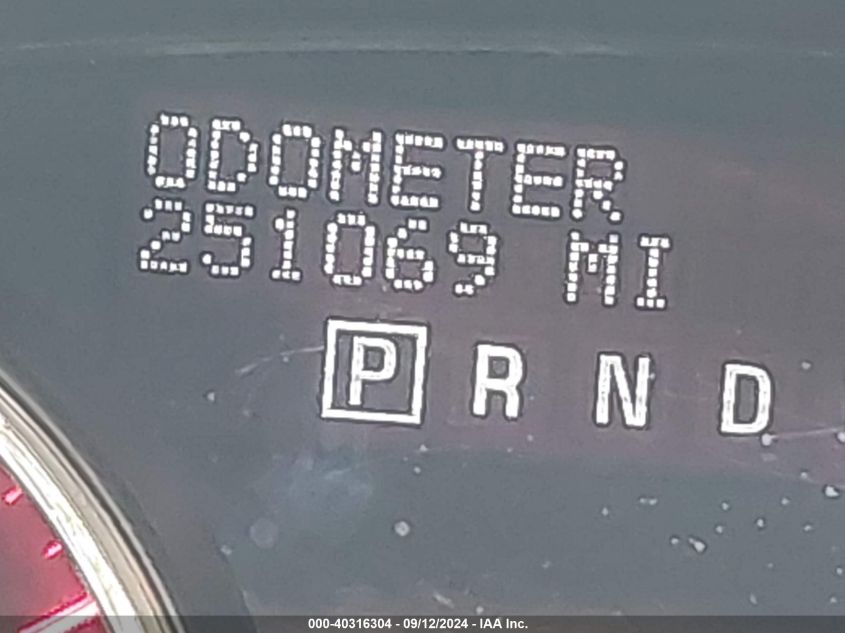 ODOMETER
251069 MI
P R N D
000-40316304 - 09/12/2024 - IAA Inc.